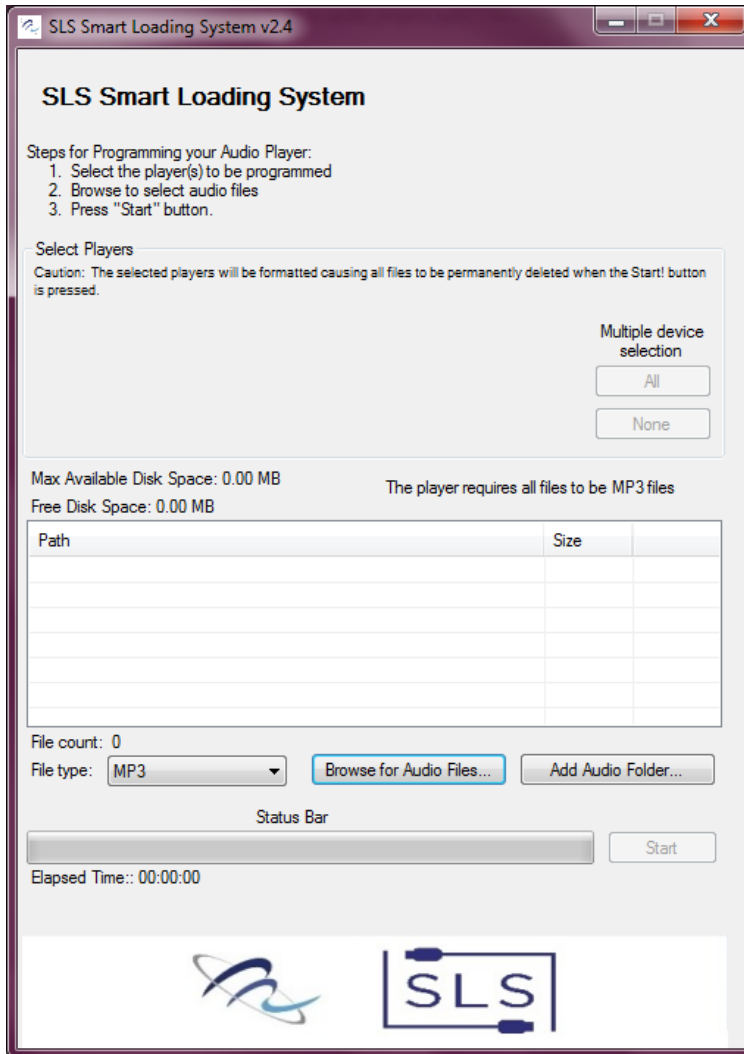 SLS Smart Loading System v2.4
SLS Smart Loading System
Steps for Programming your Audio Player:
1. Select the player(s) to be programmed
2. Browse to select audio files
3. Press "Start" button.
Select Players
Caution: The selected players will be formatted causing all files to be permanently deleted when the Start! button
is pressed.
Multiple device
selection
All
None
Max Available Disk Space: 0.00 MB
The player requires all files to be MP3 files
Free Disk Space: 0.00 MB
Path Size
File count: 0
File type: MP3 Browse for Audio Files... Add Audio Folder...
Status Bar
Start
Elapsed Time:: 00:00:00
SLS